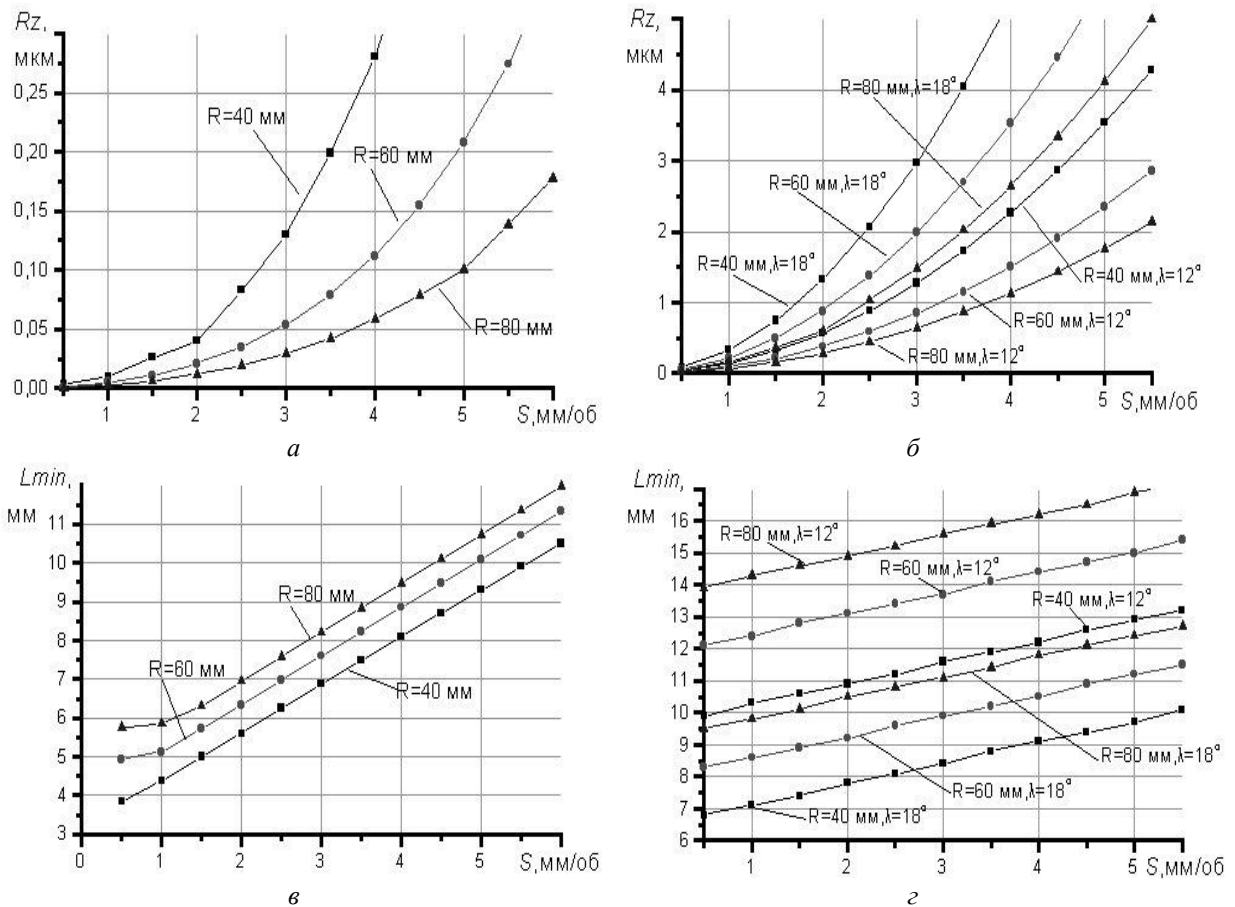 Rz,
мкм
0,25
0,20
0,15
0,10
0,05
0,00
R=40 мм
R=60 мм
R=80 мм
1 2 3 4 5 S,мм/об
а
Rz,
мкм
4
3
2
1
0
R=80 мм,λ=18°
R=60 мм,λ=18°
R=40 мм,λ=18°
R=40 мм,λ=12°
R=60 мм,λ=12°
R=80 мм,λ=12°
1 2 3 4 5 S,мм/об
б
Lmin,
мм
11
10
9
8
7
6
5
4
3
R=80 мм
R=60 мм
R=40 мм
0 1 2 3 4 5 S,мм/об
в
Lmin,
мм
16
15
14
13
12
11
10
9
8
7
6
R=80 мм,λ=12°
R=60 мм,λ=12°
R=40 мм,λ=12°
R=80 мм,λ=18°
R=60 мм,λ=18°
R=40 мм,λ=18°
1 2 3 4 5 S,мм/об
г